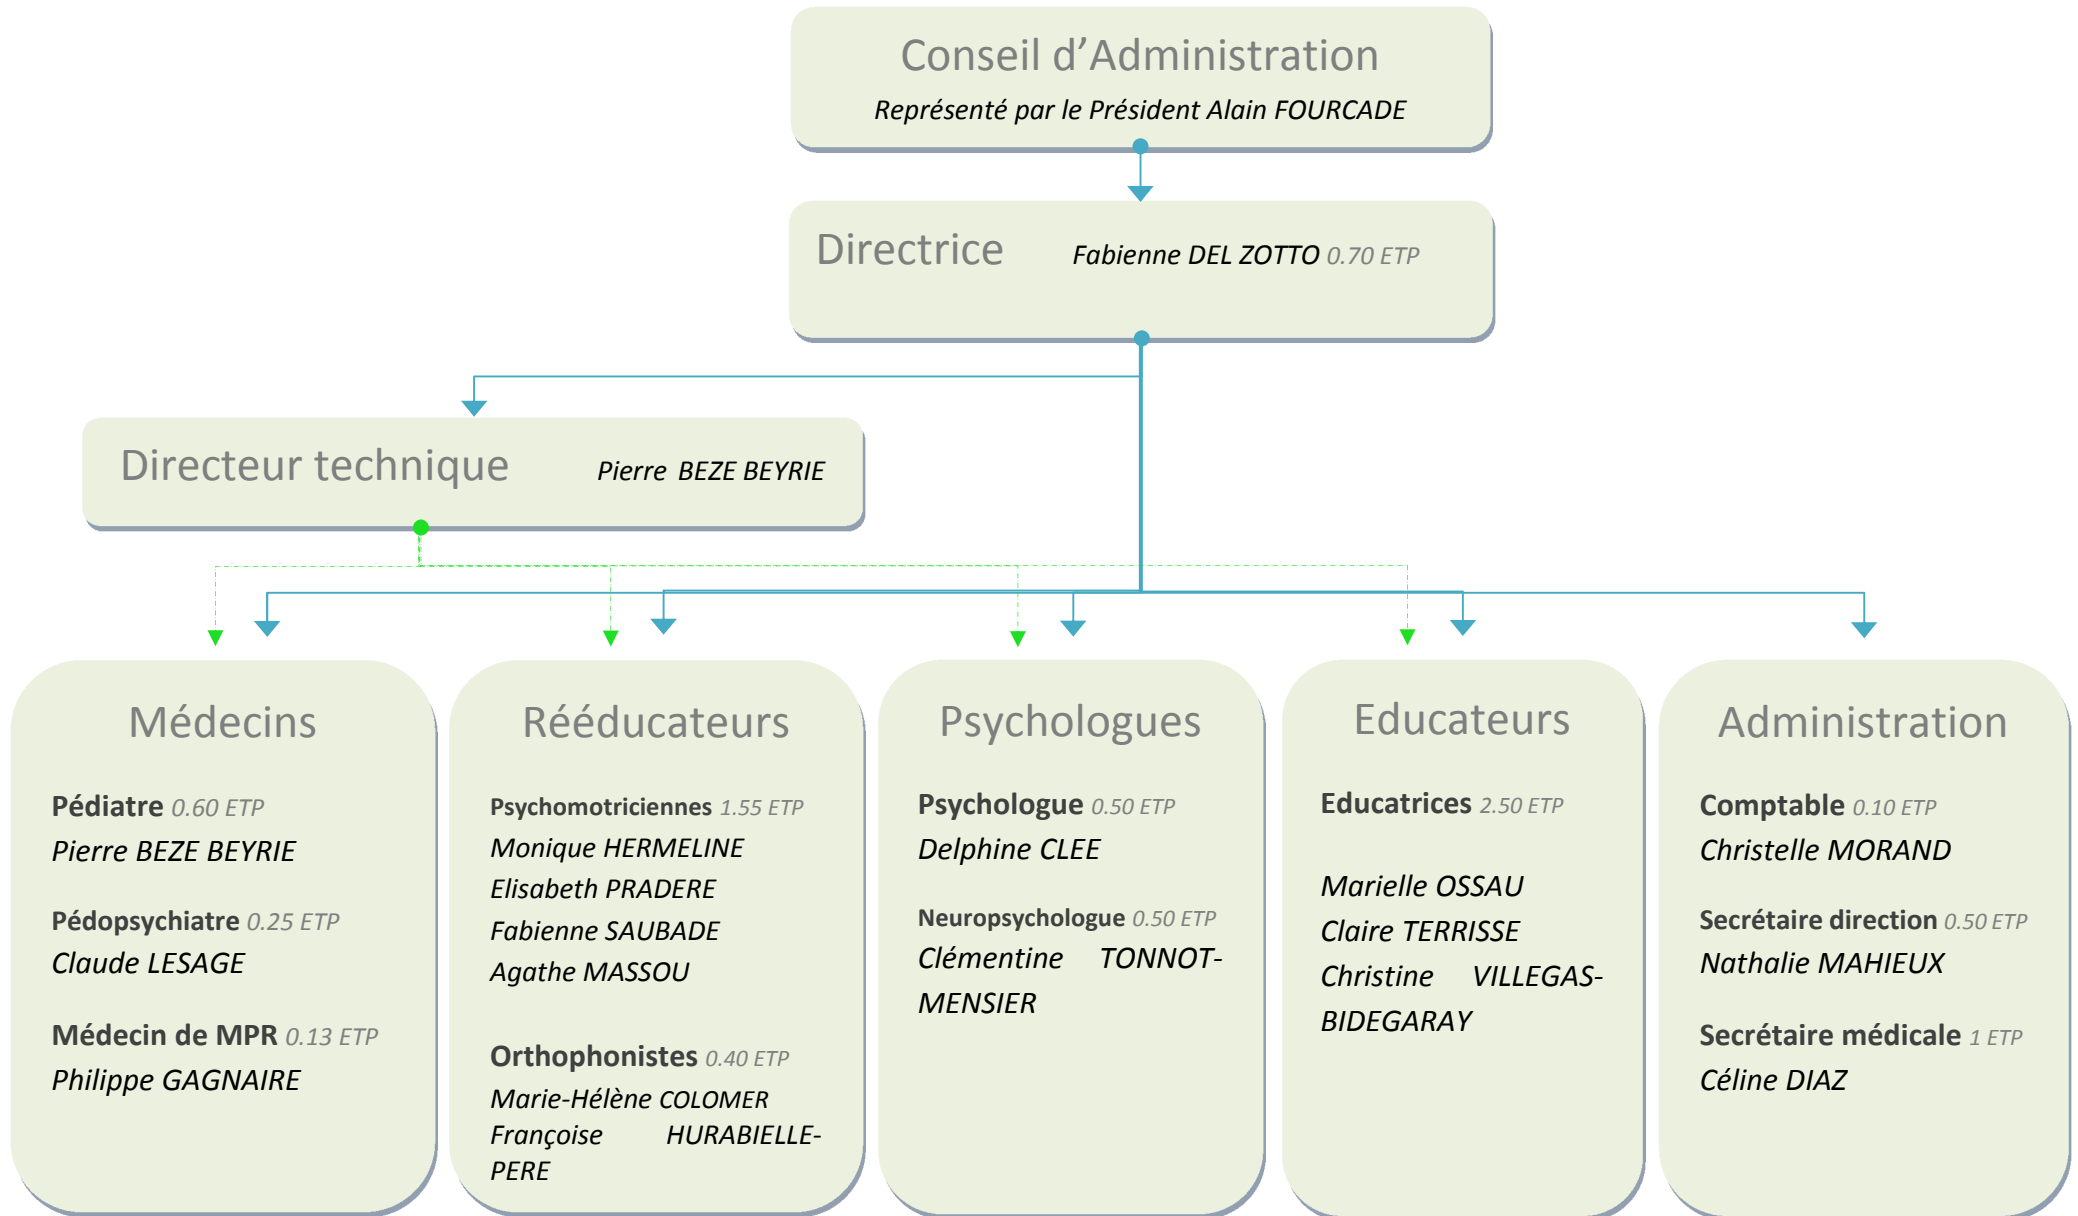 Conseil d’Administration
Représenté par le Président Alain FOURCADE
Directrice Fabienne DEL ZOTTO 0.70 ETP
Directeur technique Pierre BEZE BEYRIE
Médecins
Pédiatre 0.60 ETP
Pierre BEZE BEYRIE
Pédopsychiatre 0.25 ETP
Claude LESAGE
Médecin de MPR 0.13 ETP
Philippe GAGNAIRE
Rééducateurs
Psychomotriciennes 1.55 ETP
Monique HERMELINE
Elisabeth PRADERE
Fabienne SAUBADE
Agathe MASSOU
Orthophonistes 0.40 ETP
Marie-Hélène COLOMER
Françoise HURABIELLE-
PERE
Psychologues
Psychologue 0.50 ETP
Delphine CLEE
Neuropsychologue 0.50 ETP
Clémentine TONNOT-
MENSIER
Educateurs
Educatrices 2.50 ETP
Marielle OSSAU
Claire TERRISSE
Christine VILLEGAS-
BIDEGARAY
Administration
Comptable 0.10 ETP
Christelle MORAND
Secrétaire direction 0.50 ETP
Nathalie MAHIEUX
Secrétaire médicale 1 ETP
Céline DIAZ